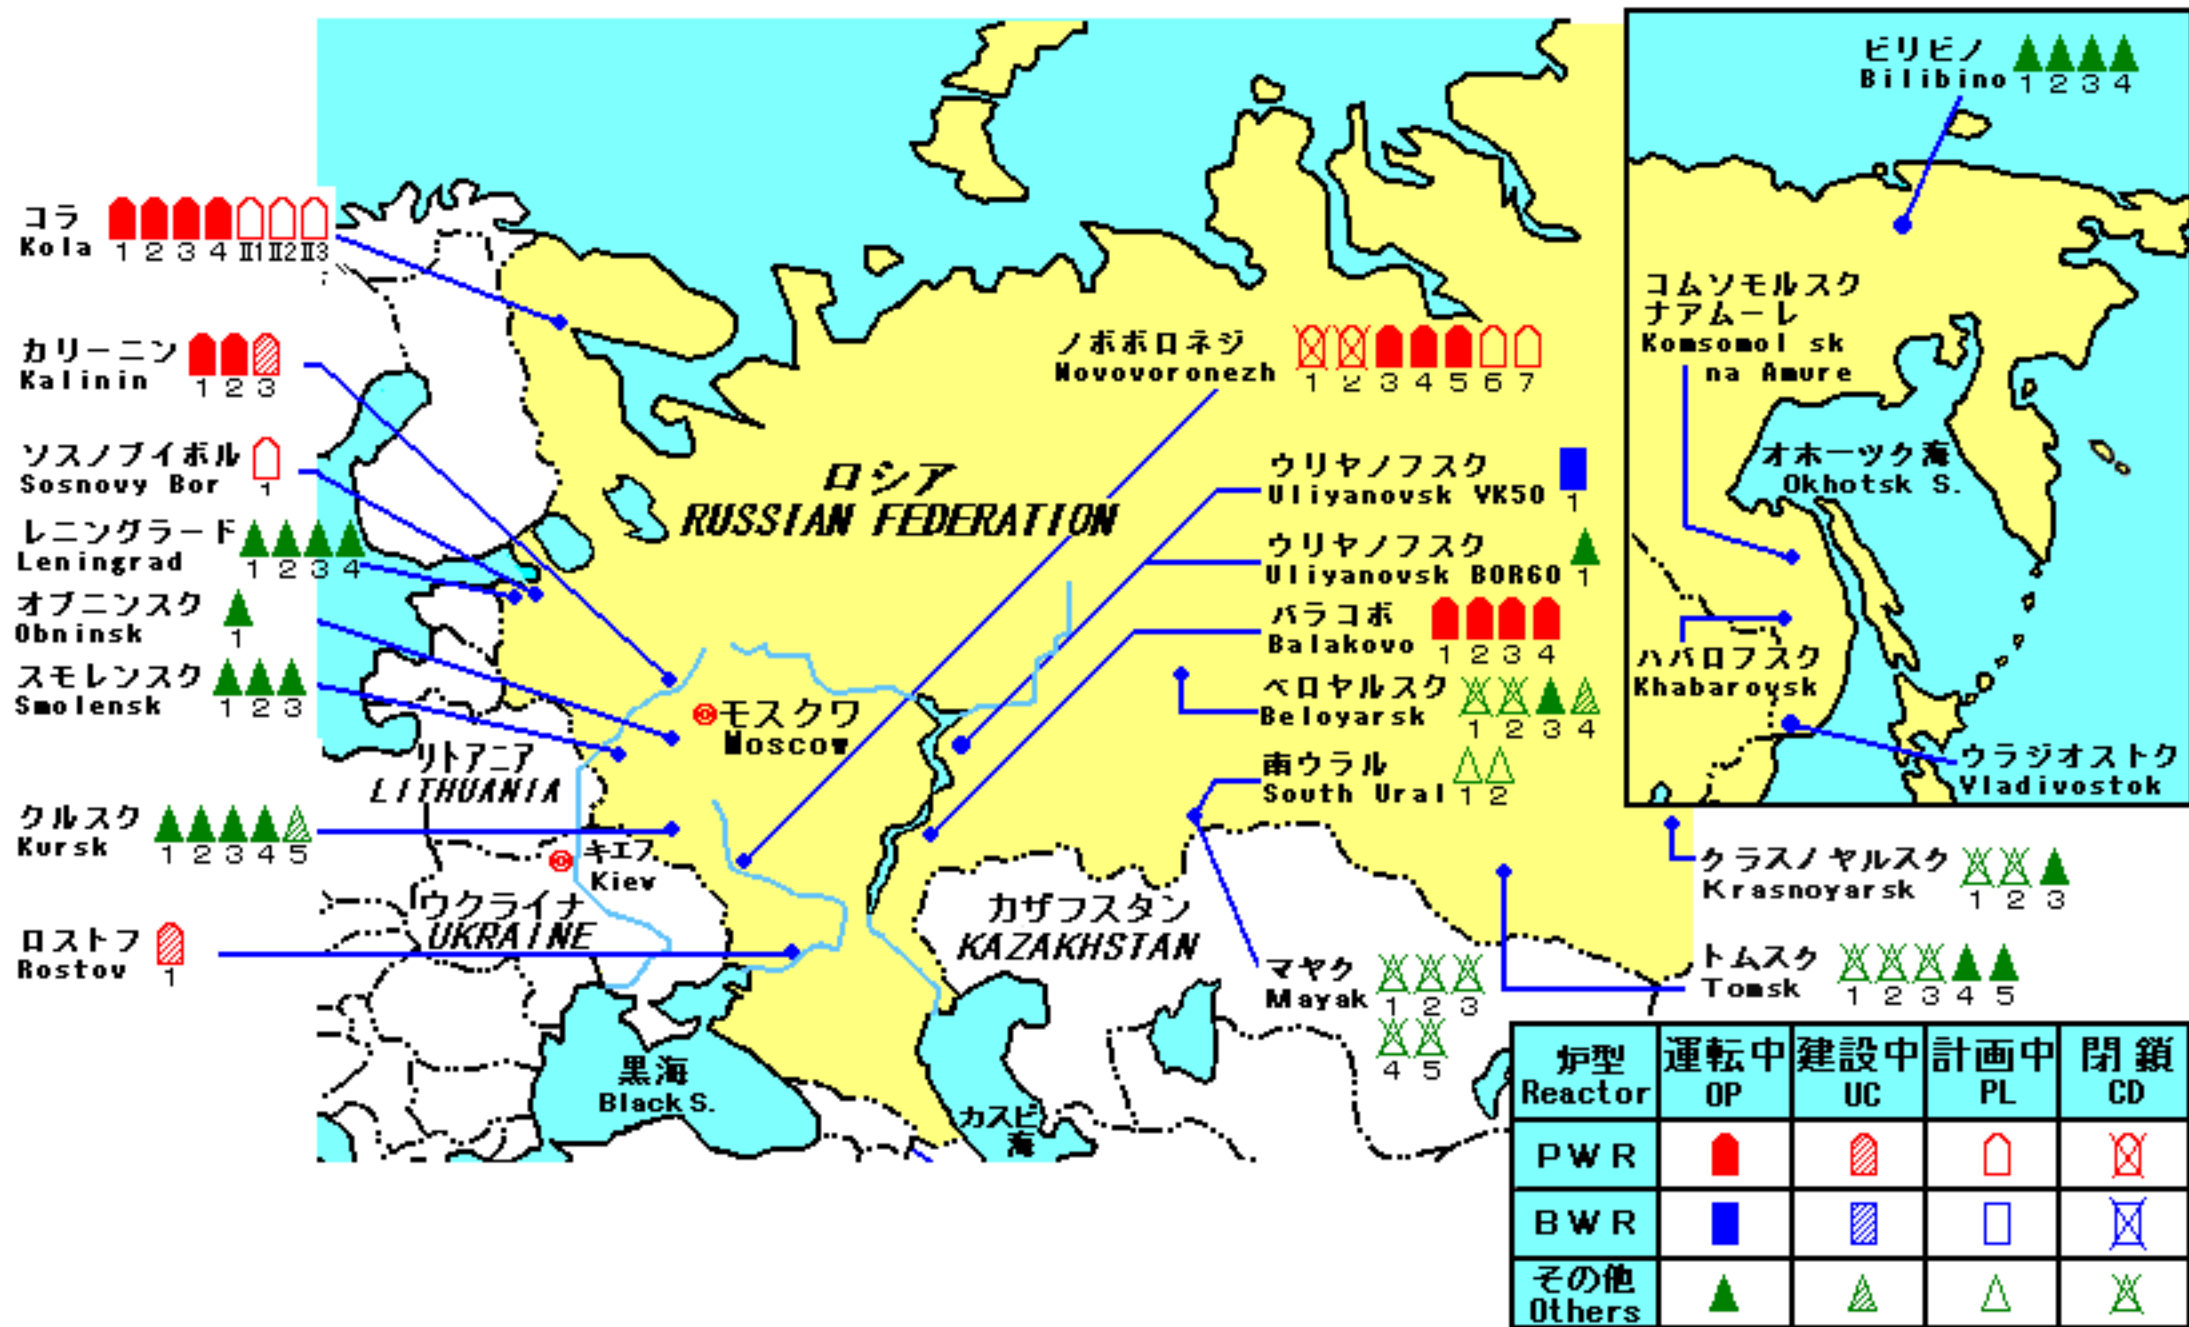 コラ
Kola
1 2 3 4 Ⅱ1 Ⅱ2 Ⅱ3
カリーニン
Kalinin
1 2 3
ソスノブイボル
Sosnovy Bor
1
レニングラード
Leningrad
1 2 3 4
オブニンスク
Obninsk
1
スモレンスク
Smolensk
1 2 3
クルスク
Kursk
1 2 3 4 5
ロストフ
Rostov
1
ロシア
RUSSIAN FEDERATION
モスクワ
Moscow
リトアニア
LITHUANIA
キエフ
Kiev
ウクライナ
UKRAINE
黒海
Black S.
カスピ
海
カザフスタン
KAZAKHSTAN
ノボボロネジ
Novovoronezh
1 2 3 4 5 6 7
ウリヤノフスク
Uliyanovsk VK50
1
ウリヤノフスク
Uliyanovsk BOR60
1
バラコボ
Balakovo
1 2 3 4
ベロヤルスク
Beloyarsk
1 2 3 4
南ウラル
South Ural
1 2
マヤク
Mayak
1 2 3
4 5
ビリビノ
Bilibino
1 2 3 4
コムソモルスク
ナアムーレ
Komsomol sk
na Amure
オホーツク海
Okhotsk S.
ハバロフスク
Khabarovsk
ウラジオストク
Vladivostok
クラスノヤルスク
Krasnoyarsk
1 2 3
トムスク
Tomsk
1 2 3 4 5
炉型 運転中 建設中 計画中 閉鎖
Reactor OP UC PL CD
PWR
BWR
その他
Others